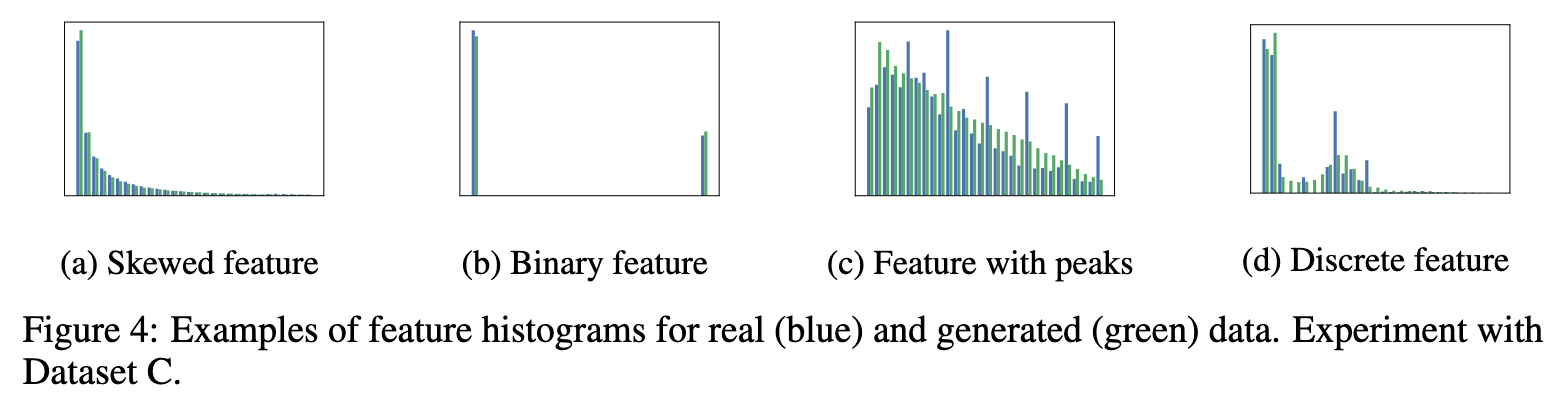 (a) Skewed feature
(b) Binary feature
(c) Feature with peaks
(d) Discrete feature
Figure 4: Examples of feature histograms for real (blue) and generated (green) data. Experiment with
Dataset C.